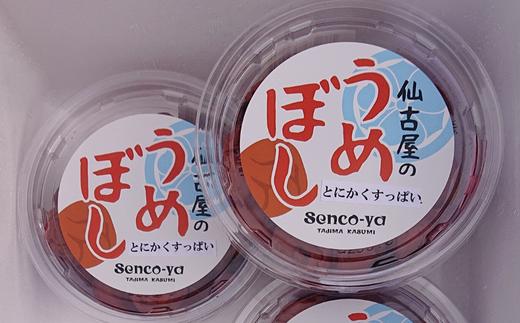 仙古屋の
うめ
ぼし
とにかくすっぱい
senco-ya
TAJIMA KASUMI
仙古屋の
うめ
ぼし
とにかくすっぱい
senco-ya
TAJIMA KASUMI